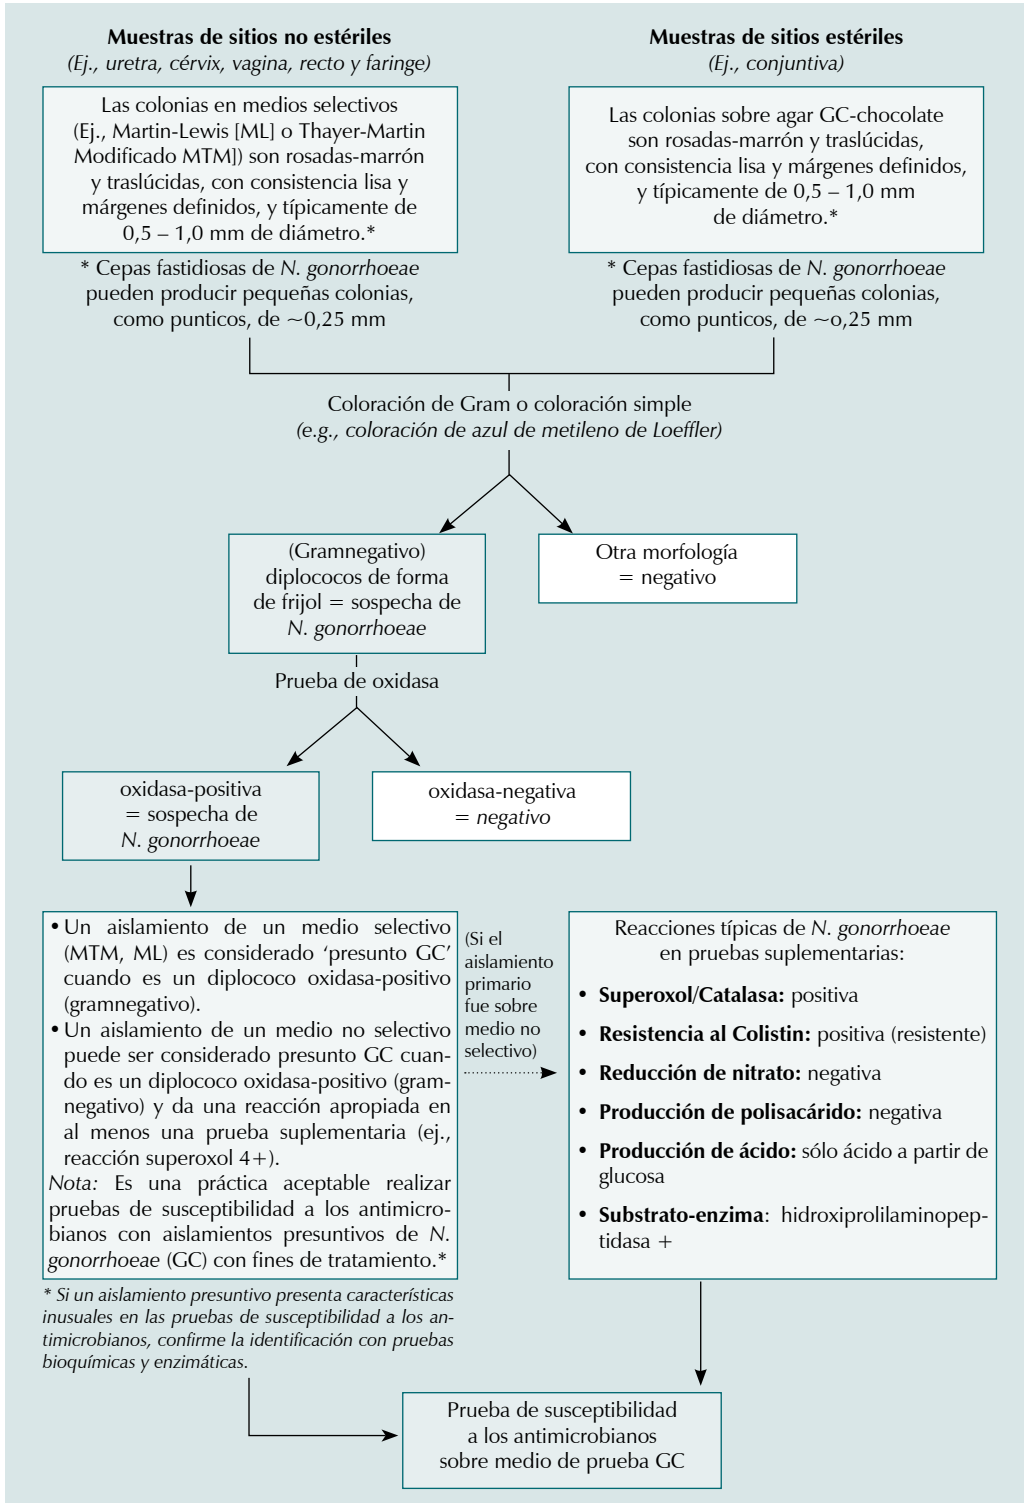 Muestras de sitios no estériles
(Ej., uretra, cérvix, vagina, recto y faringe)
Las colonias en medios selectivos
(Ej., Martin-Lewis [ML] o Thayer-Martin
Modificado MTM]) son rosadas-marrón
y traslúcidas, con consistencia lisa y
márgenes definidos, y típicamente de
0,5 – 1,0 mm de diámetro.*
* Cepas fastidiosas de N. gonorrhoeae
pueden producir pequeñas colonias,
como punticos, de ~0,25 mm
Muestras de sitios estériles
(Ej., conjuntiva)
Las colonias sobre agar GC-chocolate
son rosadas-marrón y traslúcidas,
con consistencia lisa y márgenes definidos,
y típicamente de 0,5 – 1,0 mm
de diámetro.*
* Cepas fastidiosas de N. gonorrhoeae
pueden producir pequeñas colonias,
como punticos, de ~o,25 mm
Coloración de Gram o coloración simple
(e.g., coloración de azul de metileno de Loeffler)
(Gramnegativo)
diplococos de forma
de frijol = sospecha de
N. gonorrhoeae
Otra morfología
= negativo
Prueba de oxidasa
oxidasa-positiva
= sospecha de
N. gonorrhoeae
oxidasa-negativa
= negativo
• Un aislamiento de un medio selectivo
(MTM, ML) es considerado ‘presunto GC’
cuando es un diplococo oxidasa-positivo
(gramnegativo).
• Un aislamiento de un medio no selectivo
puede ser considerado presunto GC cuan-
do es un diplococo oxidasa-positivo (gram-
negativo) y da una reacción apropiada en
al menos una prueba suplementaria (ej.,
reacción superoxol 4+).
Nota: Es una práctica aceptable realizar
pruebas de susceptibilidad a los antimicro-
bianos con aislamientos presuntivos de N.
gonorrhoeae (GC) con fines de tratamiento.*
* Si un aislamiento presuntivo presenta características
inusuales en las pruebas de susceptibilidad a los an-
timicrobianos, confirme la identificación con pruebas
bioquímicas y enzimáticas.
(Si el
aislamiento
primario
fue sobre
medio no
selectivo)
Reacciones típicas de N. gonorrhoeae
en pruebas suplementarias:
• Superoxol/Catalasa: positiva
• Resistencia al Colistin: positiva (resistente)
• Reducción de nitrato: negativa
• Producción de polisacárido: negativa
• Producción de ácido: sólo ácido a partir de
glucosa
• Substrato-enzima: hidroxiprolilaminopep-
tidasa +
Prueba de susceptibilidad
a los antimicrobianos
sobre medio de prueba GC